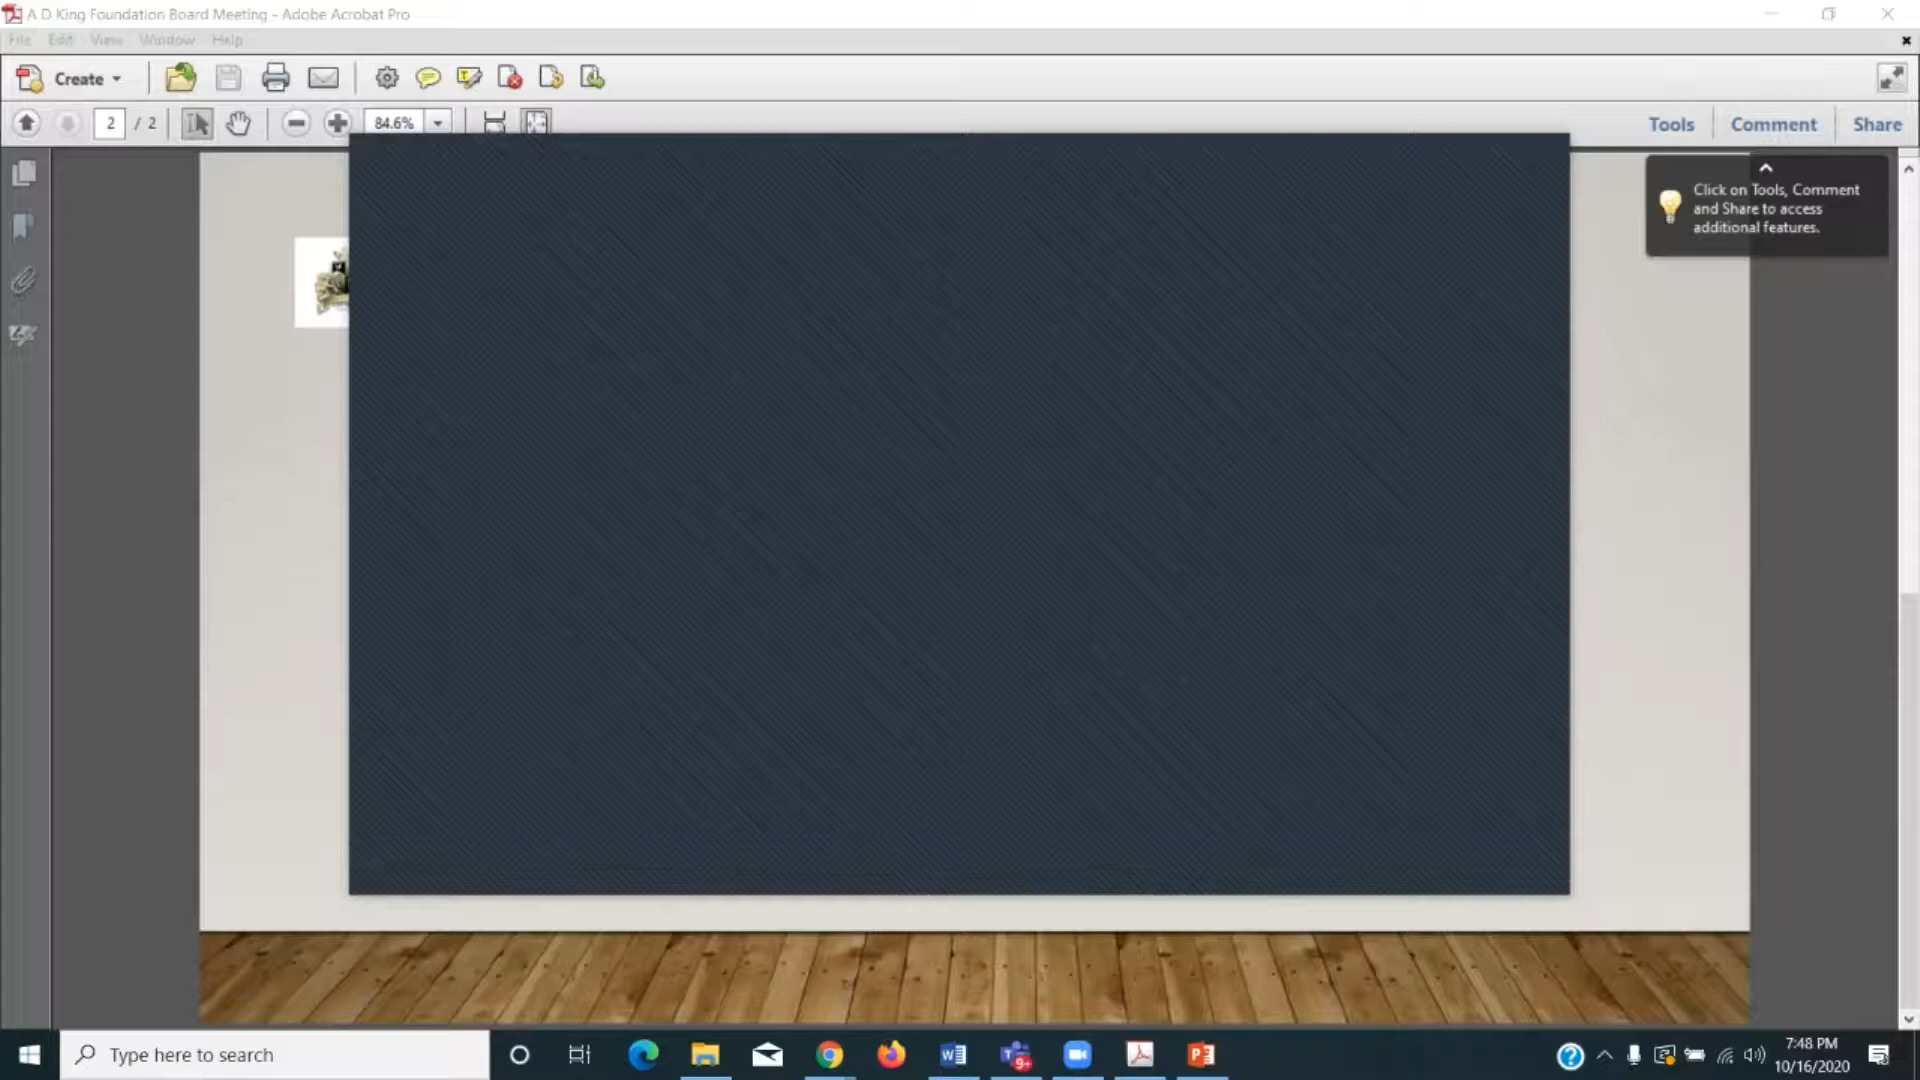 A D King Foundation Board Meeting - Adobe Acrobat Pro
File Edit View Window Help
Create
2 / 2 84.6% Tools Comment Share
Click on Tools, Comment
and Share to access
additional features.
Type here to search
9+
7:48 PM
10/16/2020